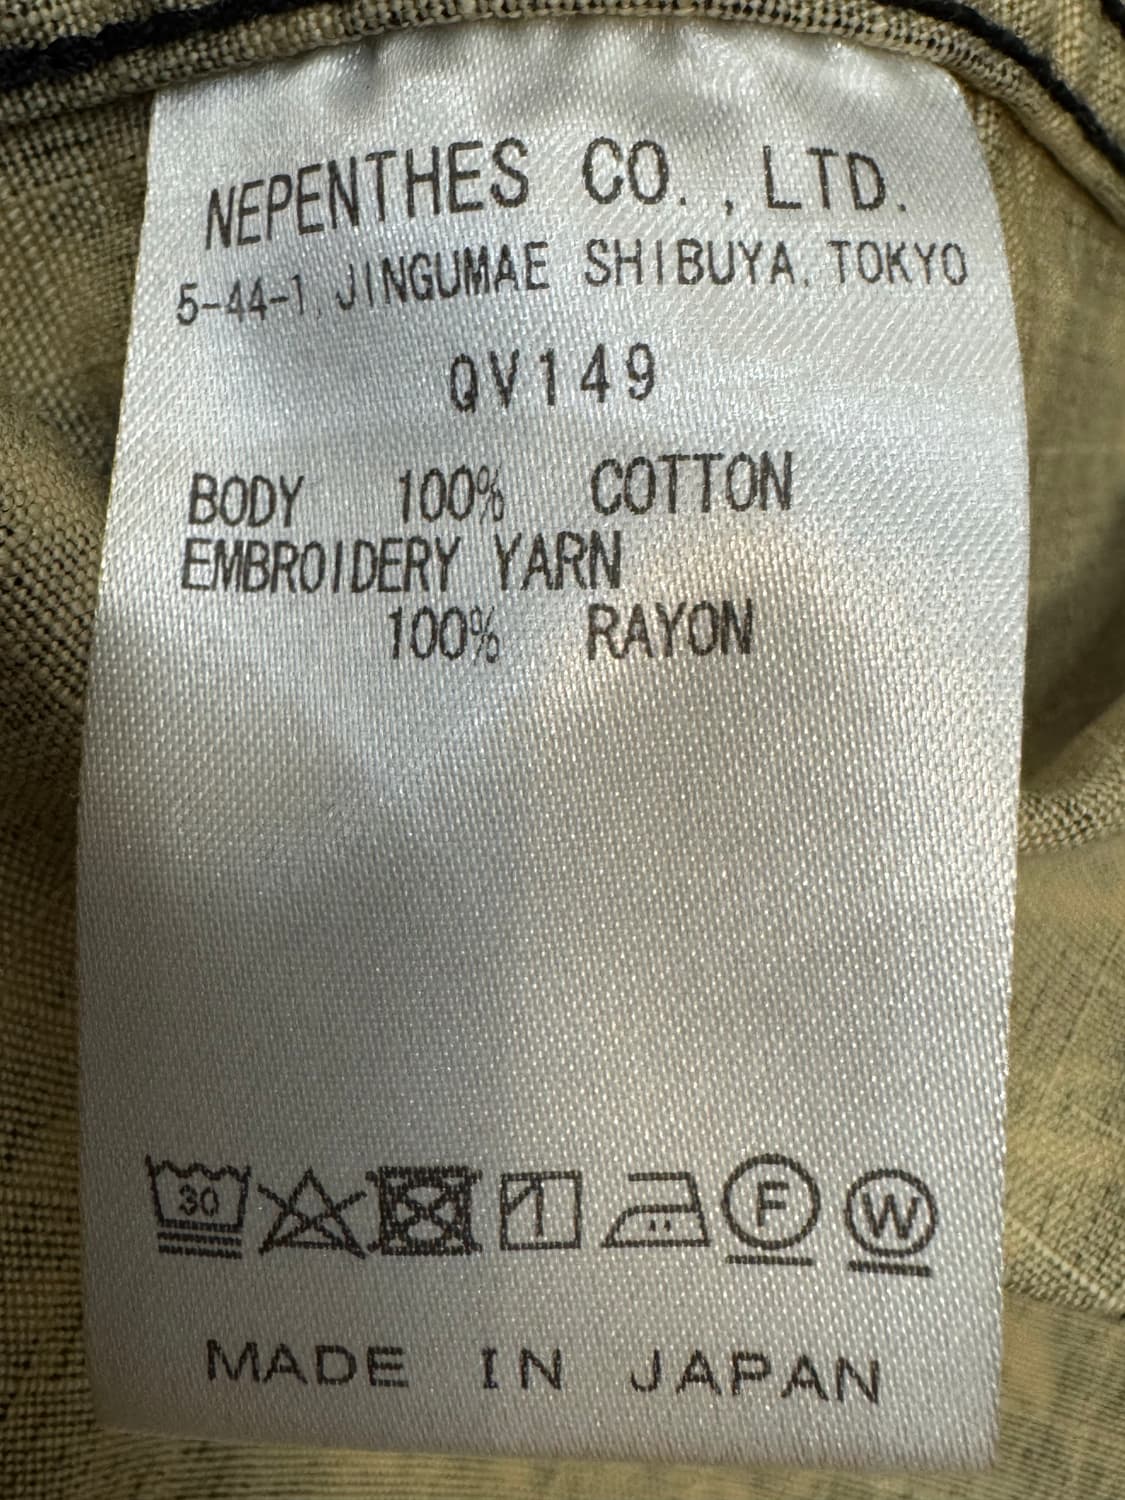 NEPENTHES CO., LTD.
5-44-1, JINGUMAE SHIBUYA, TOKYO
QV149
BODY 100% COTTON
EMBROIDERY YARN
100% RAYON
30
F
W
MADE IN JAPAN